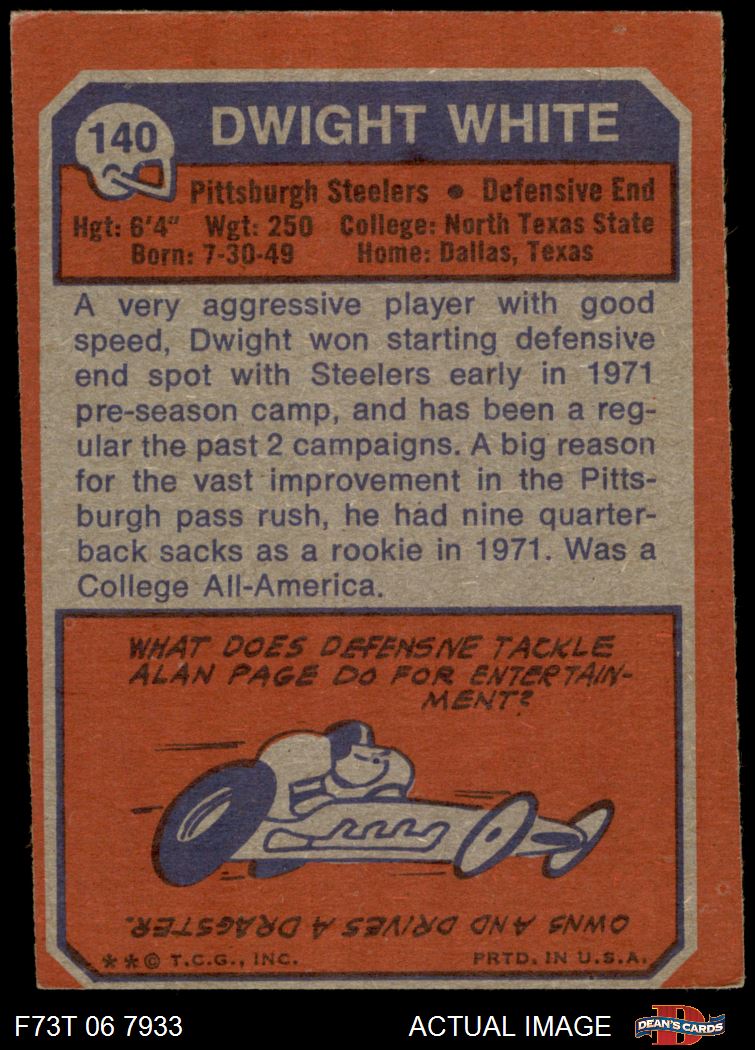 140 DWIGHT WHITE
Pittsburgh Steelers • Defensive End
Hgt: 6'4" Wgt: 250 College: North Texas State
Born: 7-30-49 Home: Dallas, Texas
A very aggressive player with good
speed, Dwight won starting defensive
end spot with Steelers early in 1971
pre-season camp, and has been a reg-
ular the past 2 campaigns. A big reason
for the vast improvement in the Pitts-
burgh pass rush, he had nine quarter-
back sacks as a rookie in 1971. Was a
College All-America.
WHAT DOES DEFENSIVE TACKLE
ALAN PAGE DO FOR ENTERTAIN-
MENT?
OWNS AND DRIVES A DRAGSTER.
**© T.C.G., INC. PRTD. IN U.S.A.
F73T 06 7933 ACTUAL IMAGE DEAN'S CARDS